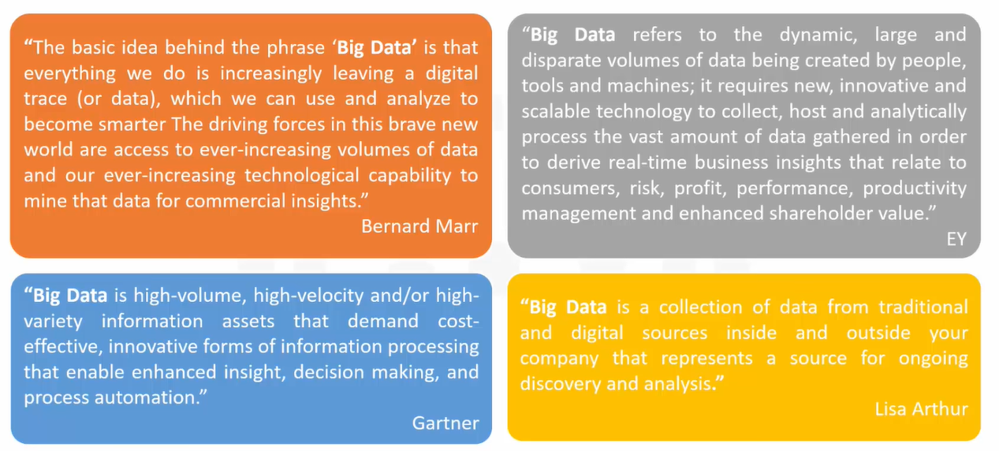 “The basic idea behind the phrase ‘Big Data’ is that
everything we do is increasingly leaving a digital
trace (or data), which we can use and analyze to
become smarter The driving forces in this brave new
world are access to ever-increasing volumes of data
and our ever-increasing technological capability to
mine that data for commercial insights.”
Bernard Marr
“Big Data refers to the dynamic, large and
disparate volumes of data being created by people,
tools and machines; it requires new, innovative and
scalable technology to collect, host and analytically
process the vast amount of data gathered in order
to derive real-time business insights that relate to
consumers, risk, profit, performance, productivity
management and enhanced shareholder value.”
EY
“Big Data is high-volume, high-velocity and/or high-
variety information assets that demand cost-
effective, innovative forms of information processing
that enable enhanced insight, decision making, and
process automation.”
Gartner
“Big Data is a collection of data from traditional
and digital sources inside and outside your
company that represents a source for ongoing
discovery and analysis.”
Lisa Arthur